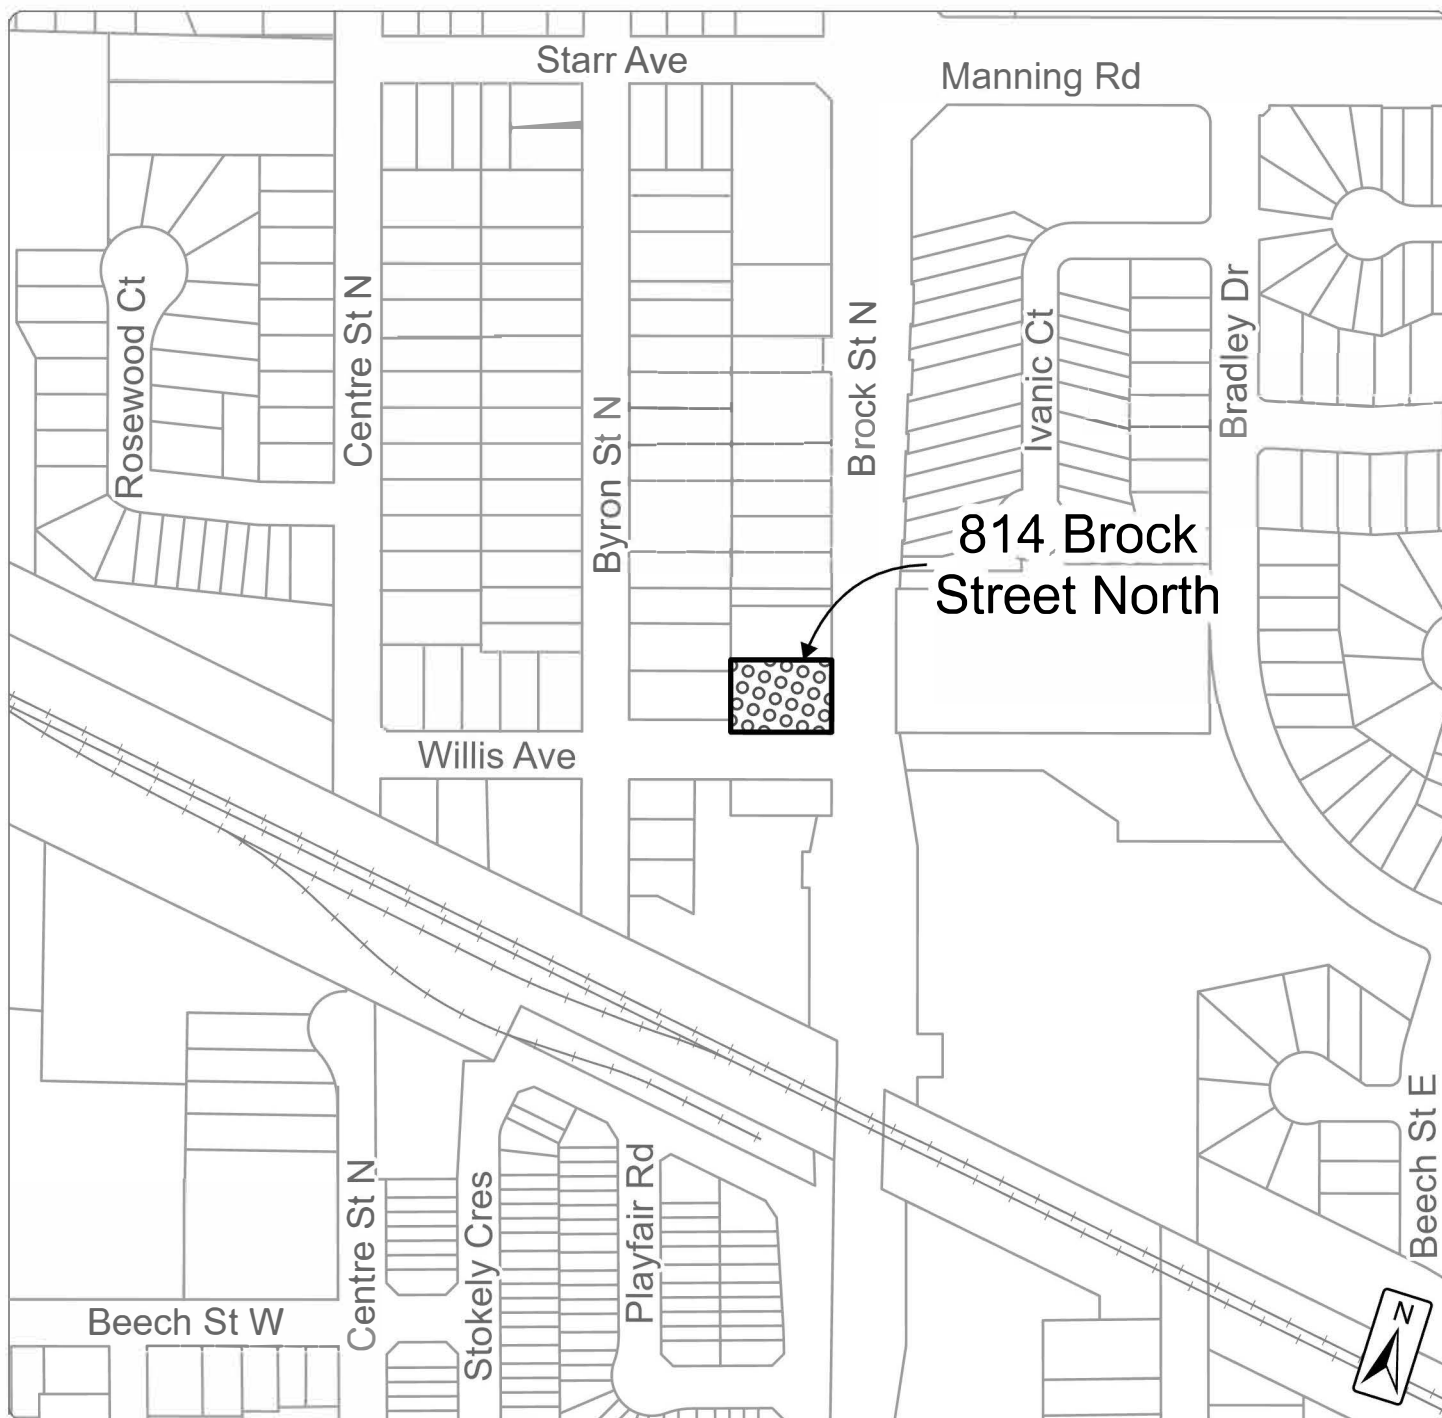 Starr Ave
Manning Rd
Rosewood Ct
Centre St N
Byron St N
Brock St N
Ivanic Ct
Bradley Dr
814 Brock
Street North
Willis Ave
Centre St N
Stokely Cres
Playfair Rd
Beech St E
Beech St W
N